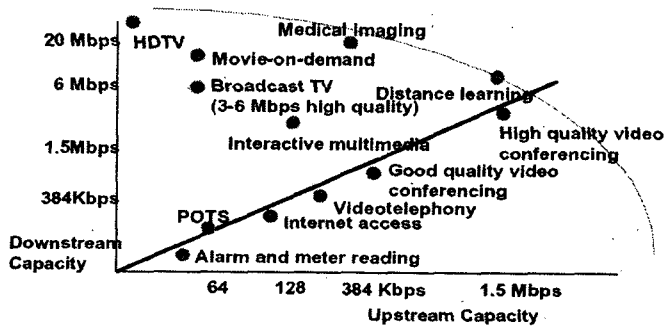 Medical imaging
20 Mbps
HDTV
Movie-on-demand
6 Mbps
Broadcast TV
(3-6 Mbps high quality)
Distance learning
High quality video
conferencing
1.5Mbps
Interactive multimedia
Good quality video
conferencing
384Kbps
Videotelephony
POTS
Internet access
Downstream
Capacity
Alarm and meter reading
64
128
384 Kbps
1.5 Mbps
Upstream Capacity